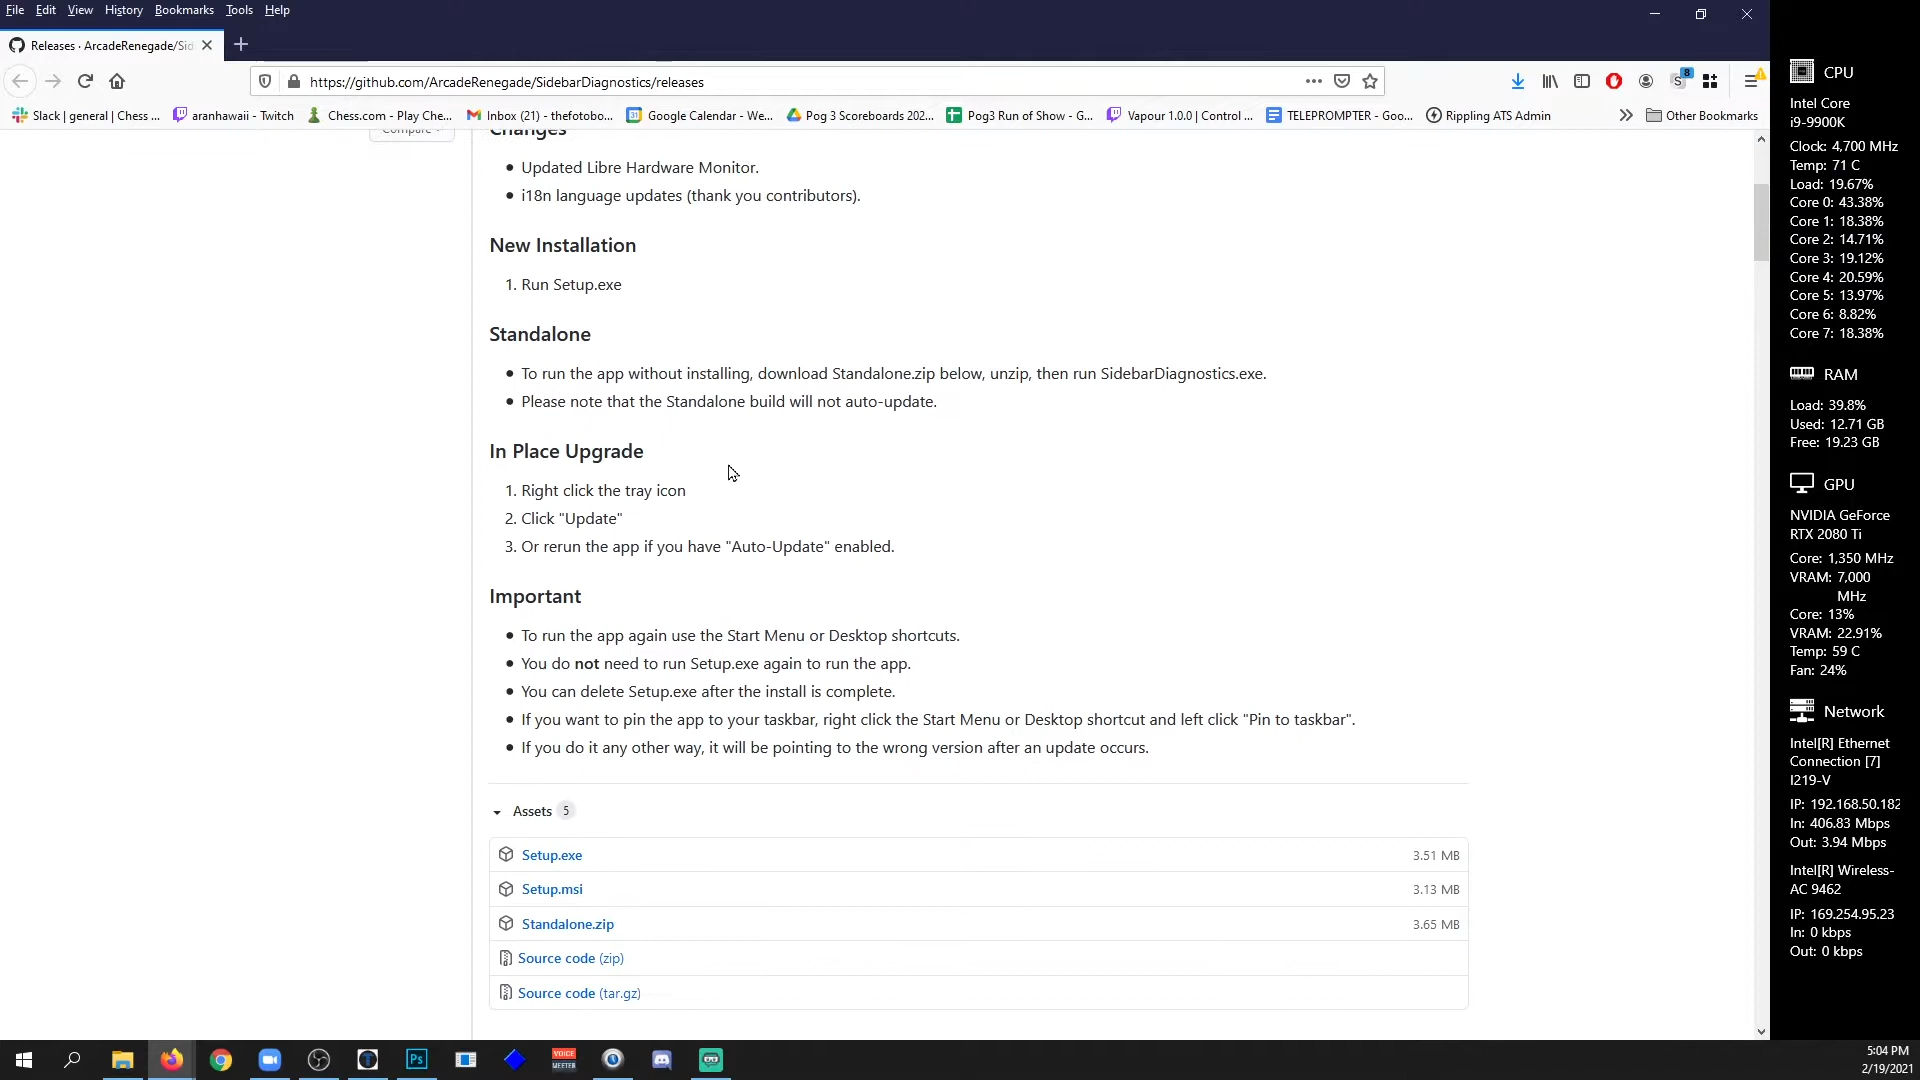 File Edit View History Bookmarks Tools Help
Releases · ArcadeRenegade/Sid
https://github.com/ArcadeRenegade/SidebarDiagnostics/releases
S 8
Slack | general | Chess ... aranhawaii - Twitch Chess.com - Play Che... Inbox (21) - thefotobo... 31 Google Calendar - We... Pog 3 Scoreboards 202... Pog3 Run of Show - G... Vapour 1.0.0 | Control ... TELEPROMPTER - Goo... Rippling ATS Admin Other Bookmarks
Compare
Changes
Updated Libre Hardware Monitor.
i18n language updates (thank you contributors).
New Installation
1. Run Setup.exe
Standalone
To run the app without installing, download Standalone.zip below, unzip, then run SidebarDiagnostics.exe.
Please note that the Standalone build will not auto-update.
In Place Upgrade
1. Right click the tray icon
2. Click "Update"
3. Or rerun the app if you have "Auto-Update" enabled.
Important
To run the app again use the Start Menu or Desktop shortcuts.
You do not need to run Setup.exe again to run the app.
You can delete Setup.exe after the install is complete.
If you want to pin the app to your taskbar, right click the Start Menu or Desktop shortcut and left click "Pin to taskbar".
If you do it any other way, it will be pointing to the wrong version after an update occurs.
Assets 5
Setup.exe 3.51 MB
Setup.msi 3.13 MB
Standalone.zip 3.65 MB
Source code (zip)
Source code (tar.gz)
CPU
Intel Core
i9-9900K
Clock: 4,700 MHz
Temp: 71 C
Load: 19.67%
Core 0: 43.38%
Core 1: 18.38%
Core 2: 14.71%
Core 3: 19.12%
Core 4: 20.59%
Core 5: 13.97%
Core 6: 8.82%
Core 7: 18.38%
RAM
Load: 39.8%
Used: 12.71 GB
Free: 19.23 GB
GPU
NVIDIA GeForce
RTX 2080 Ti
Core: 1,350 MHz
VRAM: 7,000
MHz
Core: 13%
VRAM: 22.91%
Temp: 59 C
Fan: 24%
Network
Intel[R] Ethernet
Connection [7]
I219-V
IP: 192.168.50.182
In: 406.83 Mbps
Out: 3.94 Mbps
Intel[R] Wireless-
AC 9462
IP: 169.254.95.23
In: 0 kbps
Out: 0 kbps
Ps
VOICE
MEETER
5:04 PM
2/19/2021